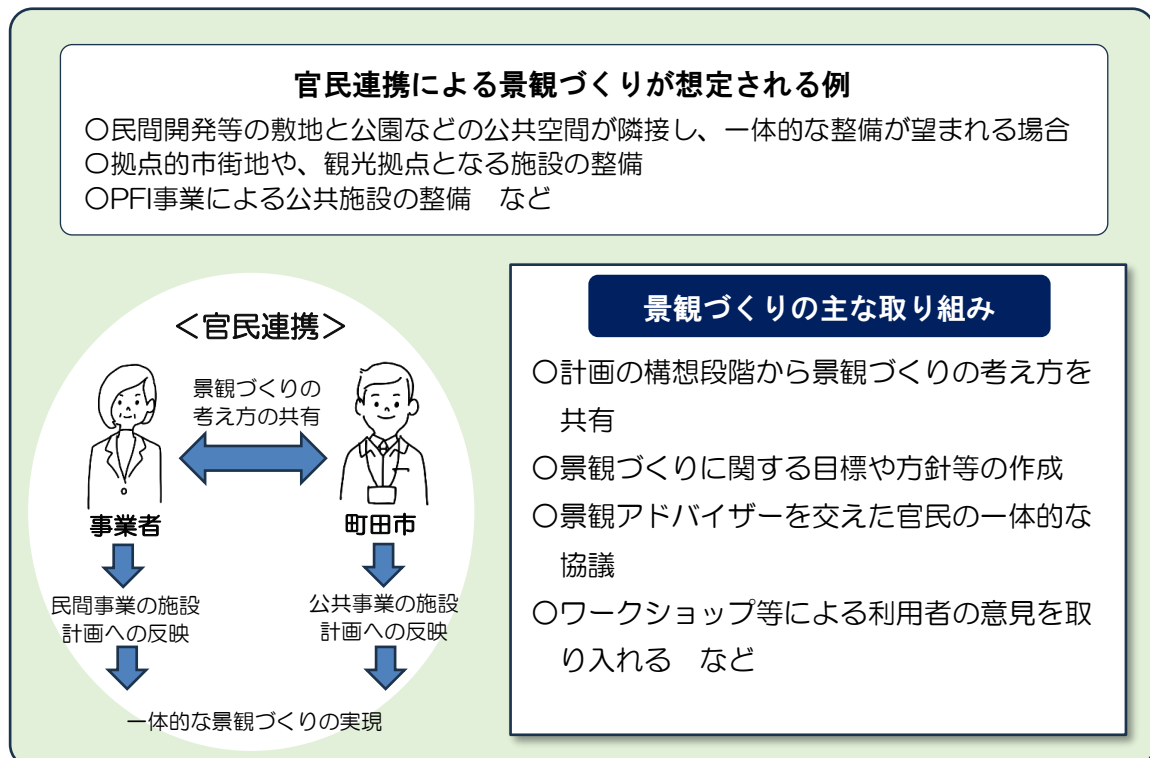 官民連携による景観づくりが想定される例
〇民間開発等の敷地と公園などの公共空間が隣接し、一体的な整備が望まれる場合
〇拠点的市街地や、観光拠点となる施設の整備
〇PFI事業による公共施設の整備　など
＜官民連携＞
景観づくりの
考え方の共有
事業者
町田市
民間事業の施設
計画への反映
公共事業の施設
計画への反映
一体的な景観づくりの実現
景観づくりの主な取り組み
〇計画の構想段階から景観づくりの考え方を
共有
〇景観づくりに関する目標や方針等の作成
〇景観アドバイザーを交えた官民の一体的な
協議
〇ワークショップ等による利用者の意見を取
り入れる　など